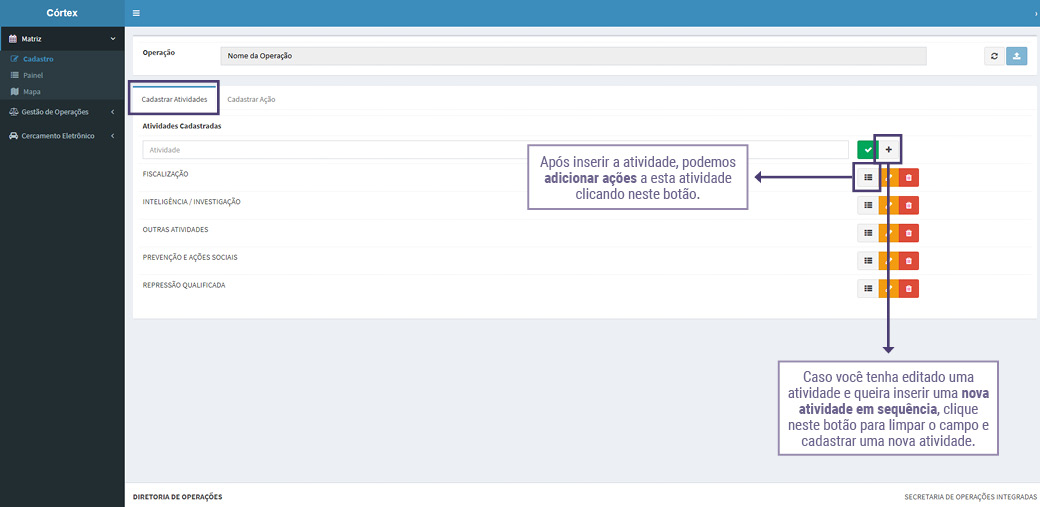 Córtex
Matriz
Cadastro
Painel
Mapa
Gestão de Operações
Cercamento Eletrônico
Operação
Nome da Operação
Cadastrar Atividades
Cadastrar Ação
Atividades Cadastradas
Atividade
FISCALIZAÇÃO
INTELIGÊNCIA / INVESTIGAÇÃO
OUTRAS ATIVIDADES
PREVENÇÃO E AÇÕES SOCIAIS
REPRESSÃO QUALIFICADA
Após inserir a atividade, podemos
adicionar ações a esta atividade
clicando neste botão.
Caso você tenha editado uma
atividade e queira inserir uma nova
atividade em sequência, clique
neste botão para limpar o campo e
cadastrar uma nova atividade.
DIRETORIA DE OPERAÇÕES
SECRETARIA DE OPERAÇÕES INTEGRADAS